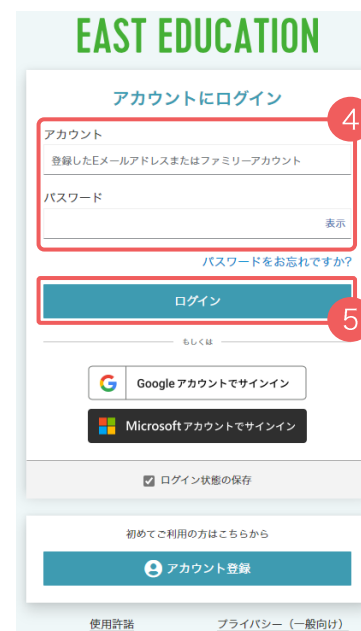 EAST EDUCATION
アカウントにログイン
4
アカウント
登録したEメールアドレスまたはファミリーアカウント
パスワード
表示
パスワードをお忘れですか?
ログイン
5
もしくは
Google アカウントでサインイン
Microsoft アカウントでサインイン
ログイン状態の保存
初めてご利用の方はこちらから
アカウント登録
使用許諾 プライバシー（一般向け）